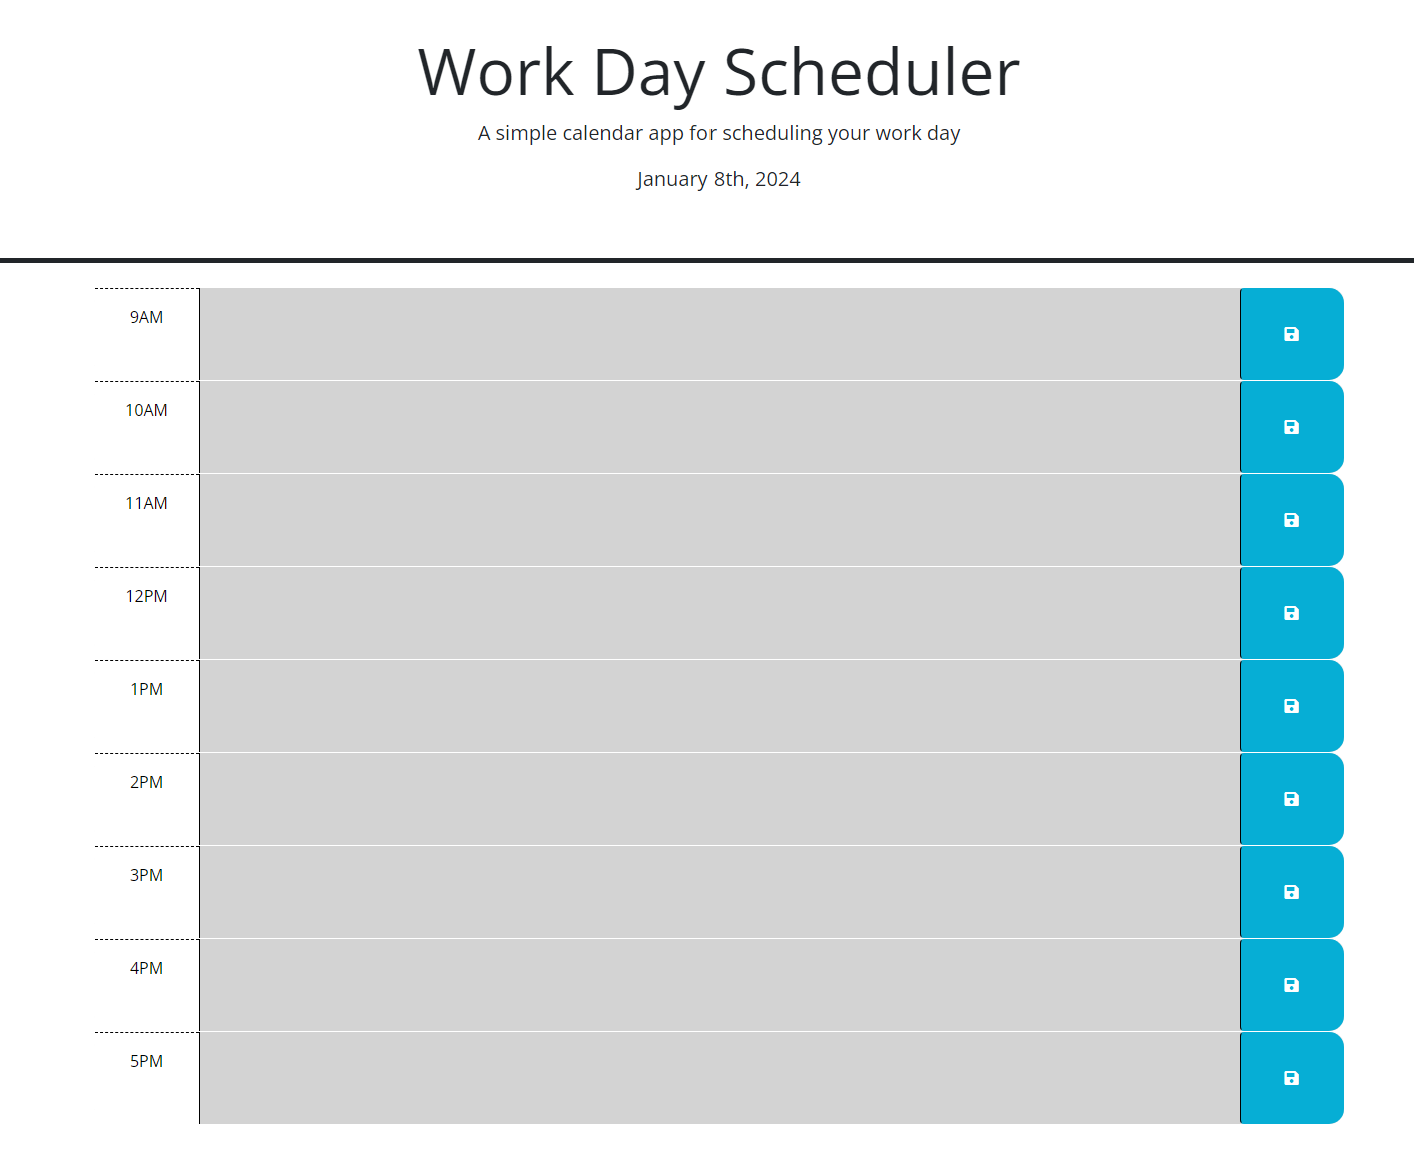 Work Day Scheduler
A simple calendar app for scheduling your work day
January 8th, 2024
9AM
10AM
11AM
12PM
1PM
2PM
3PM
4PM
5PM